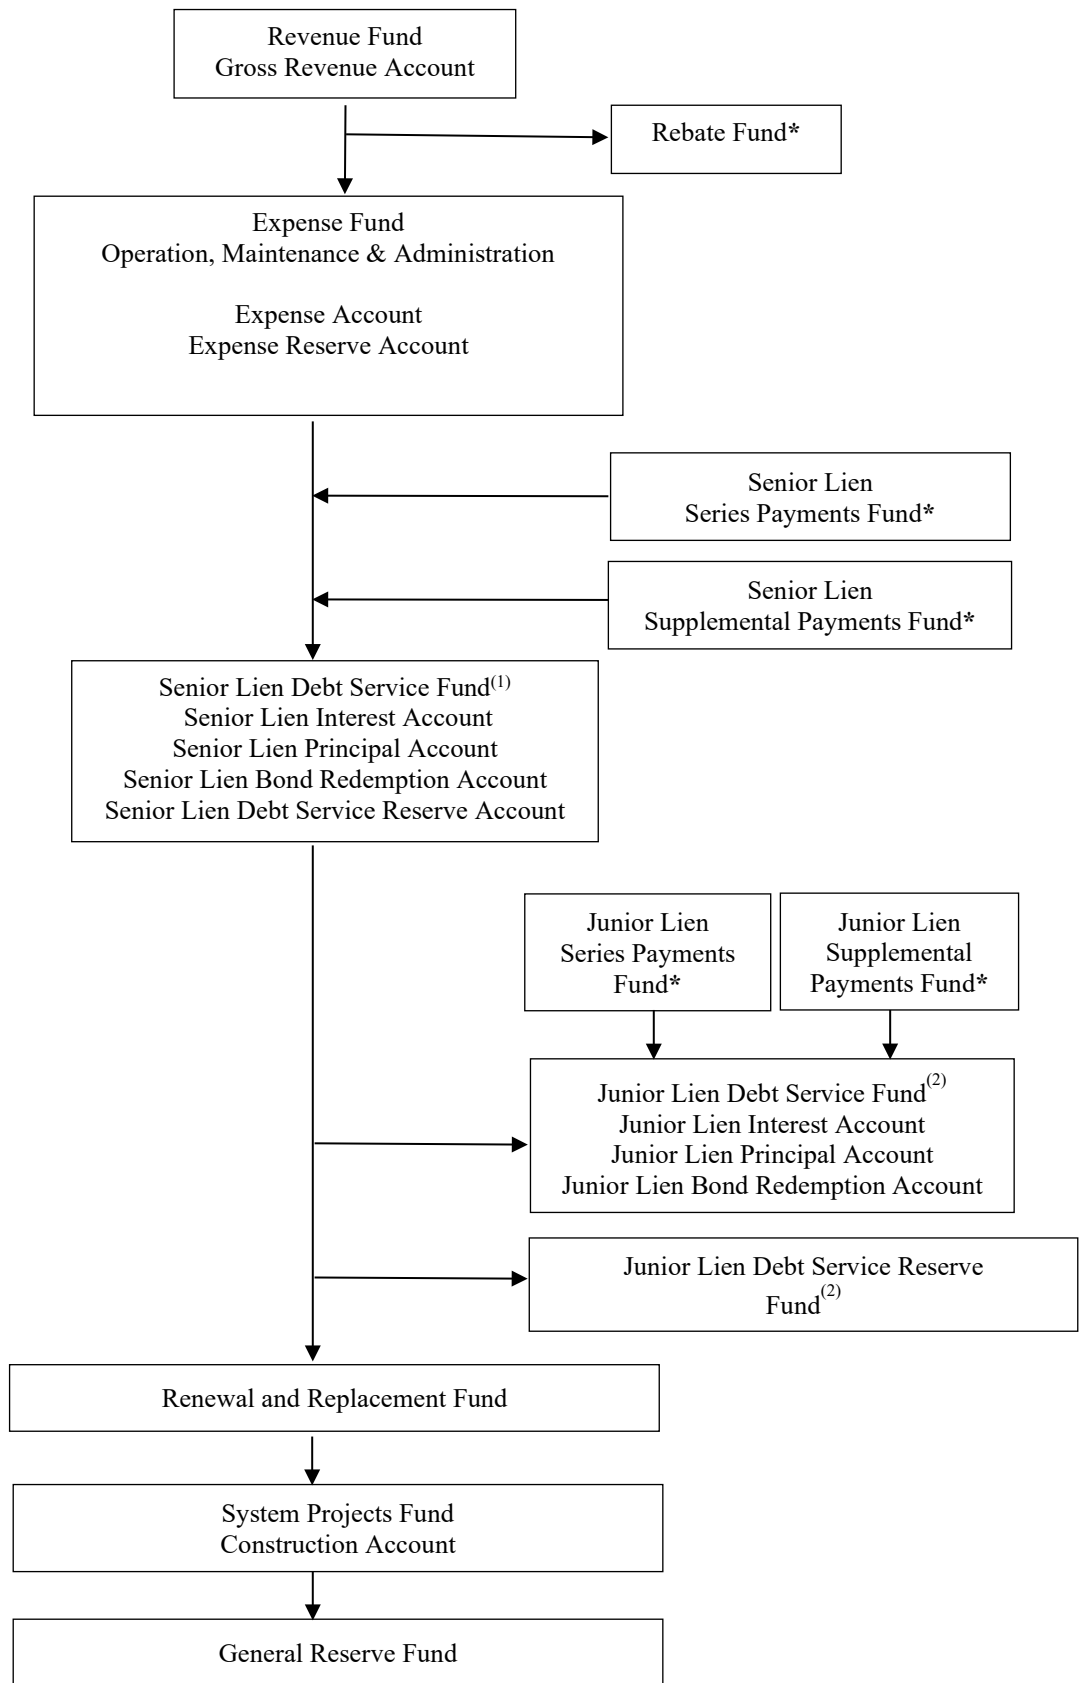 Revenue Fund
Gross Revenue Account
Rebate Fund*
Expense Fund
Operation, Maintenance & Administration
Expense Account
Expense Reserve Account
Senior Lien
Series Payments Fund*
Senior Lien
Supplemental Payments Fund*
Senior Lien Debt Service Fund(1)
Senior Lien Interest Account
Senior Lien Principal Account
Senior Lien Bond Redemption Account
Senior Lien Debt Service Reserve Account
Junior Lien
Series Payments
Fund*
Junior Lien
Supplemental
Payments Fund*
Junior Lien Debt Service Fund(2)
Junior Lien Interest Account
Junior Lien Principal Account
Junior Lien Bond Redemption Account
Junior Lien Debt Service Reserve
Fund(2)
Renewal and Replacement Fund
System Projects Fund
Construction Account
General Reserve Fund